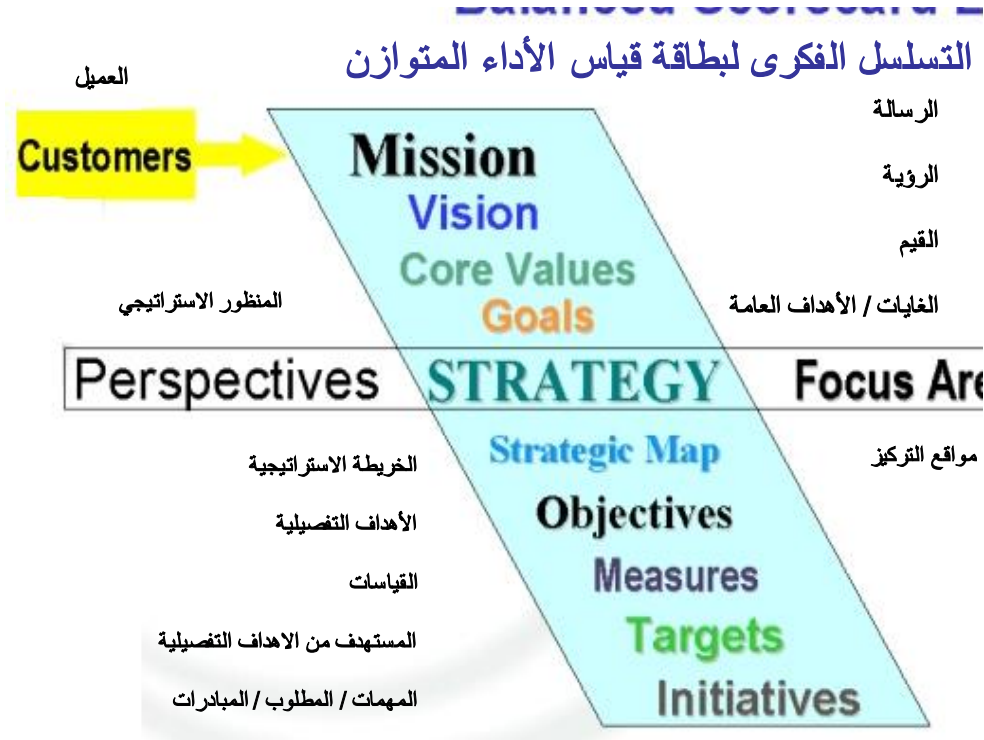 Balanced Scorecard
التسلسل الفكرى لبطاقة قياس الأداء المتوازن
العميل
Customers
Mission
الرسالة
Vision
الرؤية
Core Values
القيم
Goals
الغايات / الأهداف العامة
المنظور الاستراتيجي
Perspectives
STRATEGY
Focus
Strategic Map
الخريطة الاستراتيجية
مواقع التركيز
Objectives
الأهداف التفصيلية
Measures
القياسات
Targets
المستهدف من الاهداف التفصيلية
Initiatives
المهمات / المطلوب / المبادرات